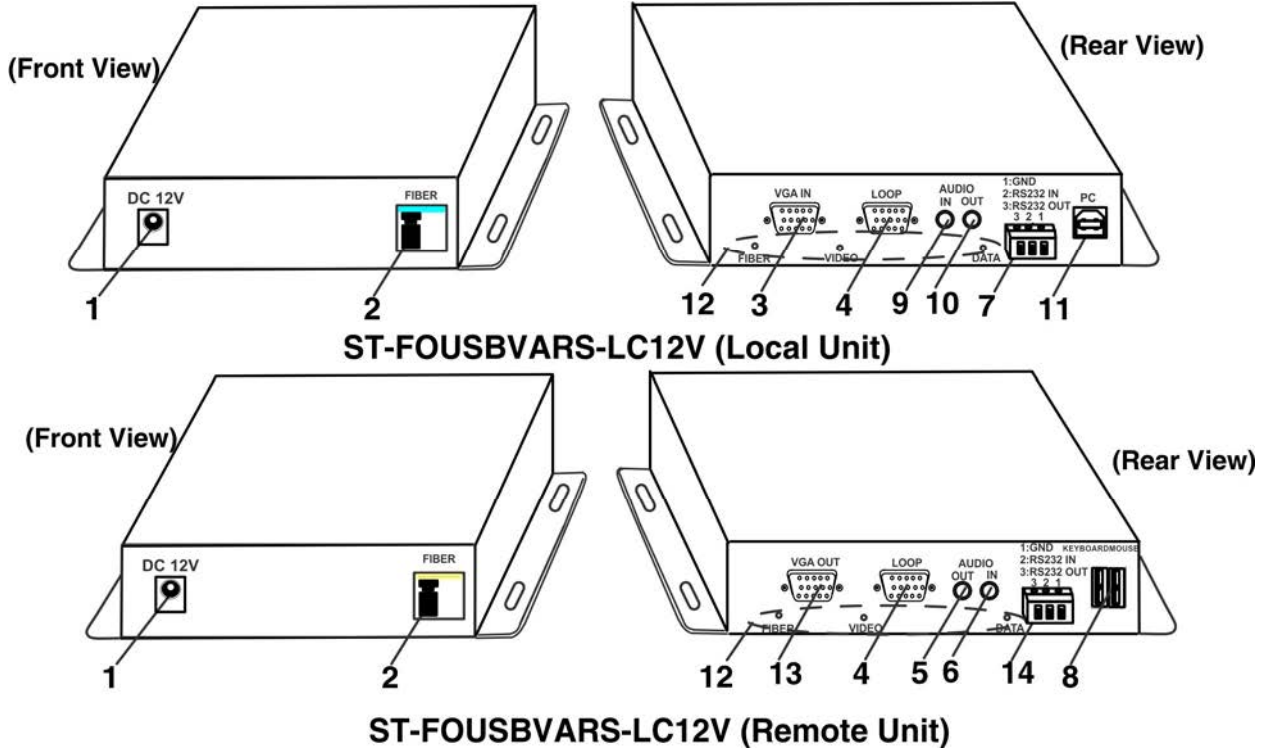 (Front View)
(Rear View)
DC 12V
FIBER
1
2
VGA IN
LOOP
AUDIO
IN OUT
1:GND
2:RS232 IN
3:RS232 OUT
3 2 1
PC
FIBER
VIDEO
DATA
12 3 4 9 10 7 11
ST-FOUSBVARS-LC12V (Local Unit)
(Front View)
(Rear View)
DC 12V
FIBER
1
2
VGA OUT
LOOP
AUDIO
OUT IN
1:GND
2:RS232 IN
3:RS232 OUT
3 2 1
KEYBOARDMOUSE
FIBER
VIDEO
DATA
12 13 4 5 6 14 8
ST-FOUSBVARS-LC12V (Remote Unit)